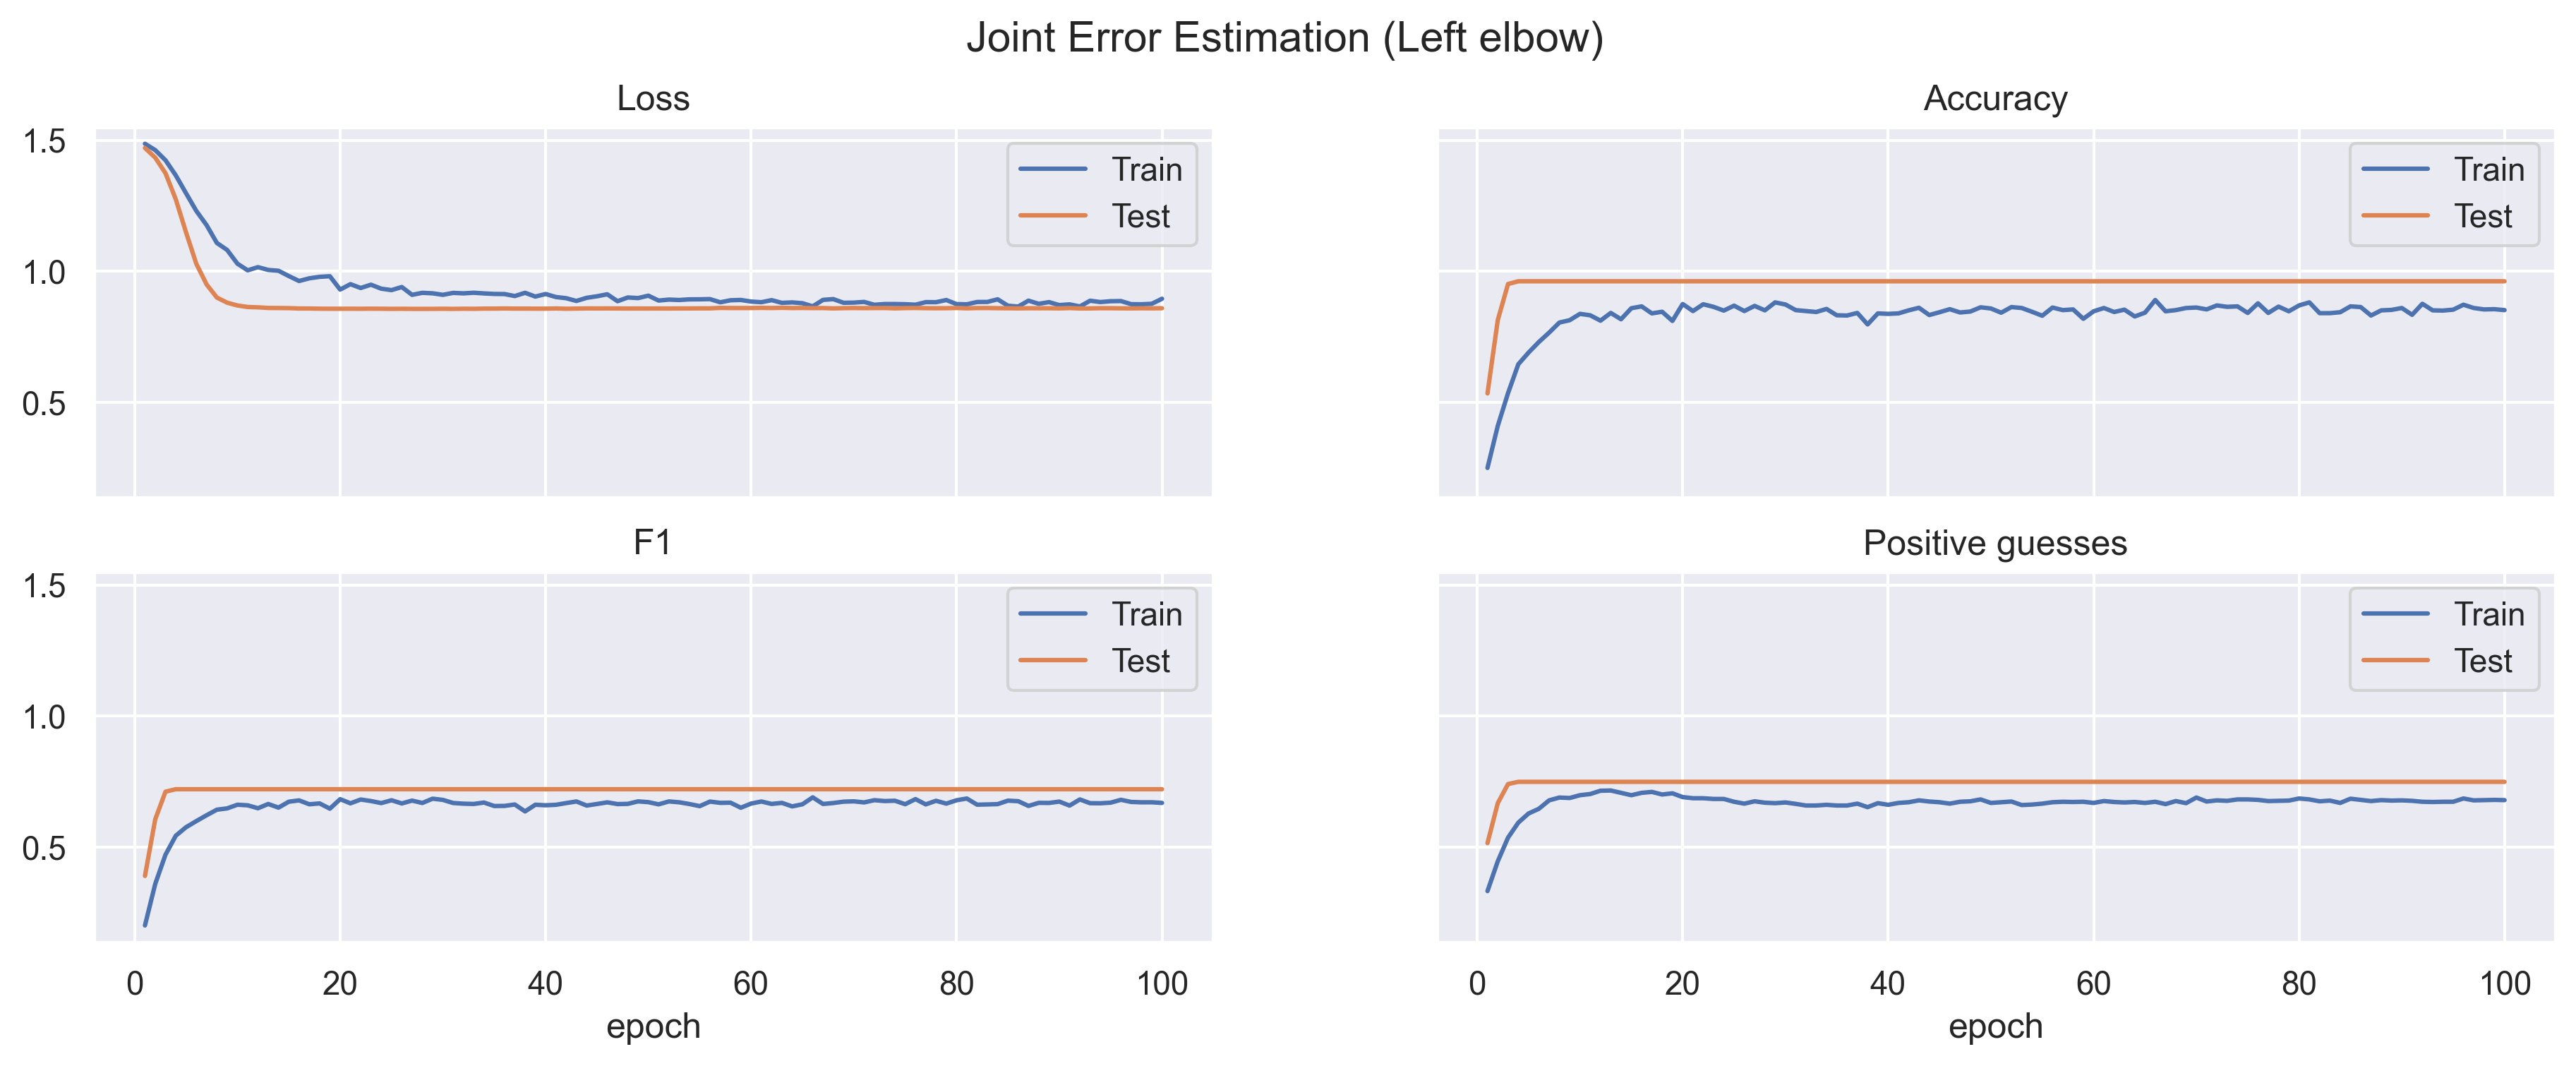 Joint Error Estimation (Left elbow)
Loss
1.5
1.0
0.5
Train
Test
Accuracy
Train
Test
F1
1.5
1.0
0.5
Train
Test
0 20 40 60 80 100
epoch
Positive guesses
Train
Test
0 20 40 60 80 100
epoch